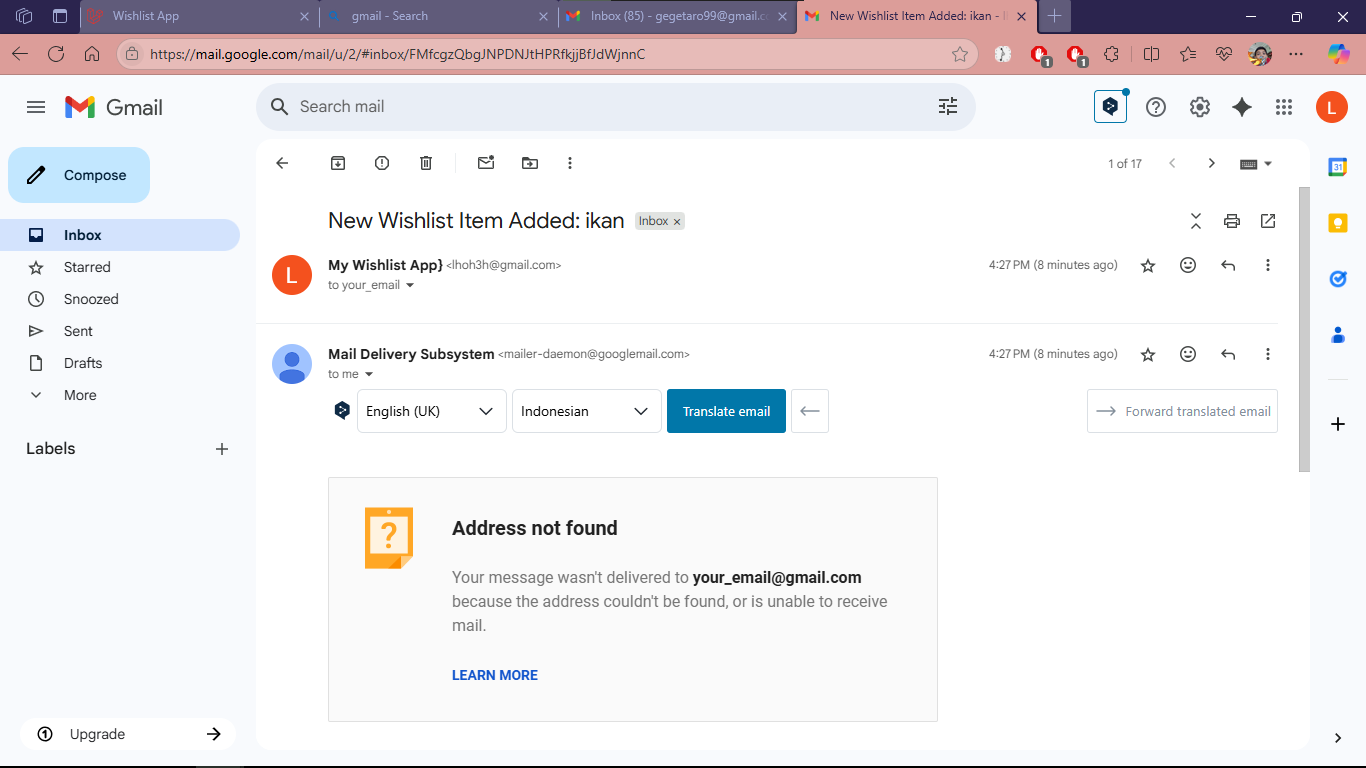 Wishlist App
gmail - Search
Inbox (85) - gegetaro99@gmail.c
New Wishlist Item Added: ikan - I
https://mail.google.com/mail/u/2/#inbox/FMfcgzQbgJNPDNJtHPRfkjjBfJdWjnnC
1
1
Gmail
Search mail
L
Compose
1 of 17
31
Inbox
Starred
Snoozed
Sent
Drafts
More
Labels
Upgrade
New Wishlist Item Added: ikan
Inbox ×
L
My Wishlist App} <lhoh3h@gmail.com>
4:27 PM (8 minutes ago)
to your_email
Mail Delivery Subsystem <mailer-daemon@googlemail.com>
4:27 PM (8 minutes ago)
to me
English (UK)
Indonesian
Translate email
Forward translated email
?
Address not found
Your message wasn't delivered to your_email@gmail.com
because the address couldn't be found, or is unable to receive
mail.
LEARN MORE